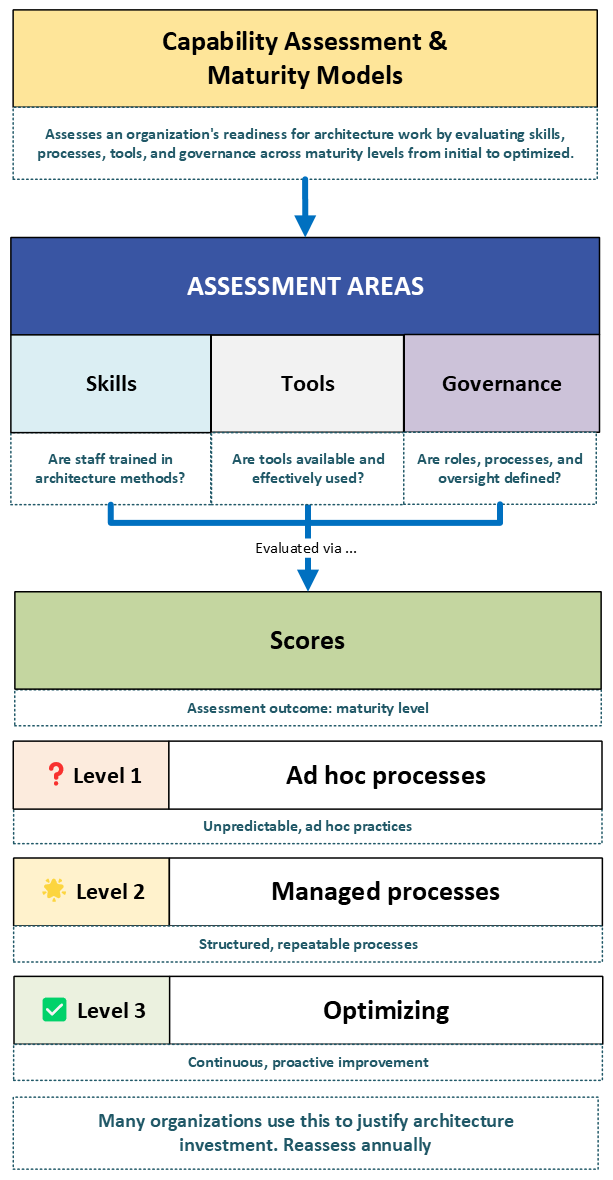 Capability Assessment &
Maturity Models
Assesses an organization's readiness for architecture work by evaluating skills,
processes, tools, and governance across maturity levels from initial to optimized.
ASSESSMENT AREAS
Skills
Tools
Governance
Are staff trained in
architecture methods?
Are tools available and
effectively used?
Are roles, processes, and
oversight defined?
Evaluated via ...
Scores
Assessment outcome: maturity level
❓ Level 1
Ad hoc processes
Unpredictable, ad hoc practices
🌟 Level 2
Managed processes
Structured, repeatable processes
✅ Level 3
Optimizing
Continuous, proactive improvement
Many organizations use this to justify architecture
investment. Reassess annually